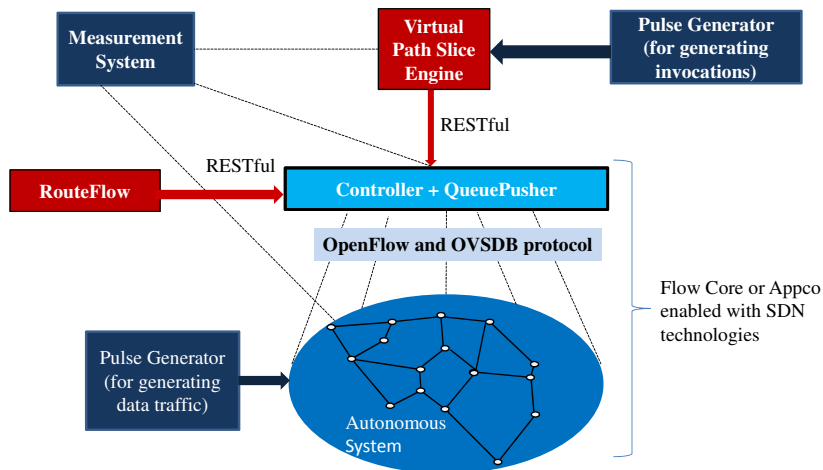 Measurement
System
Virtual
Path Slice
Engine
Pulse Generator
(for generating
invocations)
RESTful
RESTful
RouteFlow
Controller + QueuePusher
OpenFlow and OVSDB protocol
Flow Core or Appco
enabled with SDN
technologies
Pulse Generator
(for generating
data traffic)
Autonomous
System